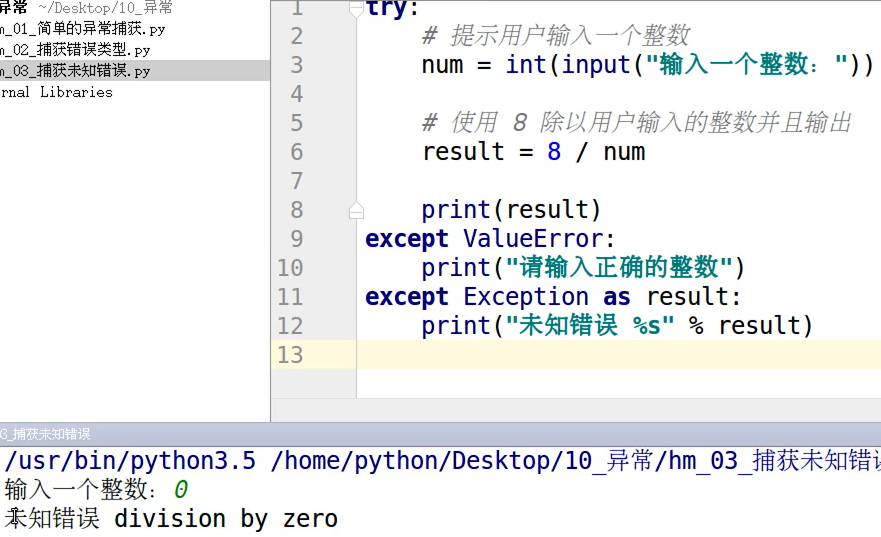 异常 ~/Desktop/10_异常
m_01_简单的异常捕获.py
m_02_捕获错误类型.py
m_03_捕获未知错误.py
rnal Libraries
1 try:
2 # 提示用户输入一个整数
3 num = int(input("输入一个整数："))
4
5 # 使用 8 除以用户输入的整数并且输出
6 result = 8 / num
7
8 print(result)
9 except ValueError:
10 print("请输入正确的整数")
11 except Exception as result:
12 print("未知错误 %s" % result)
13
03_捕获未知错误
/usr/bin/python3.5 /home/python/Desktop/10_异常/hm_03_捕获未知错误
输入一个整数：0
未知错误 division by zero